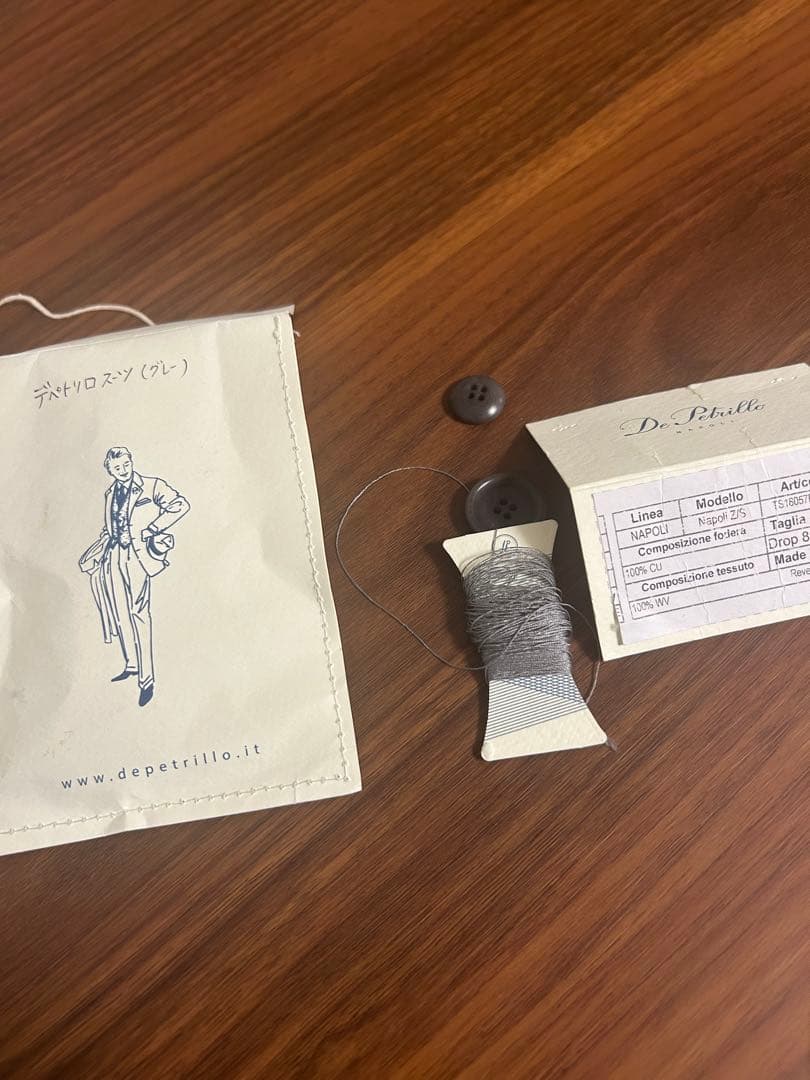 デペトリロ スーツ (グレー)
www.depetrillo.it
De Petrillo
NAPOLI
Linea Modello
NAPOLI Napoli Z/S
Composizione fodera Taglia
100% CU Drop 8
Composizione tessuto Made
100% WV